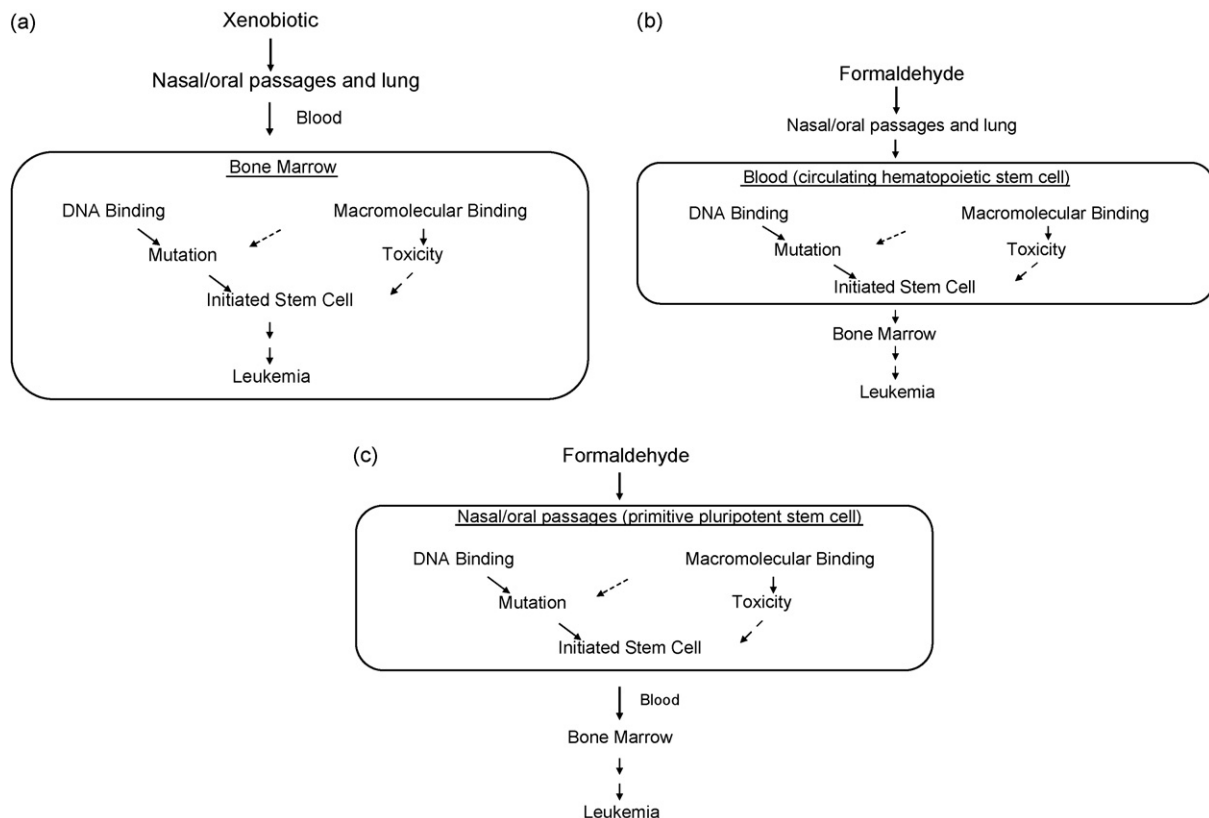 (a)
Xenobiotic
Nasal/oral passages and lung
Blood
Bone Marrow
DNA Binding
Macromolecular Binding
Mutation
Toxicity
Initiated Stem Cell
Leukemia
(b)
Formaldehyde
Nasal/oral passages and lung
Blood (circulating hematopoietic stem cell)
DNA Binding
Macromolecular Binding
Mutation
Toxicity
Initiated Stem Cell
Bone Marrow
Leukemia
(c)
Formaldehyde
Nasal/oral passages (primitive pluripotent stem cell)
DNA Binding
Macromolecular Binding
Mutation
Toxicity
Initiated Stem Cell
Blood
Bone Marrow
Leukemia